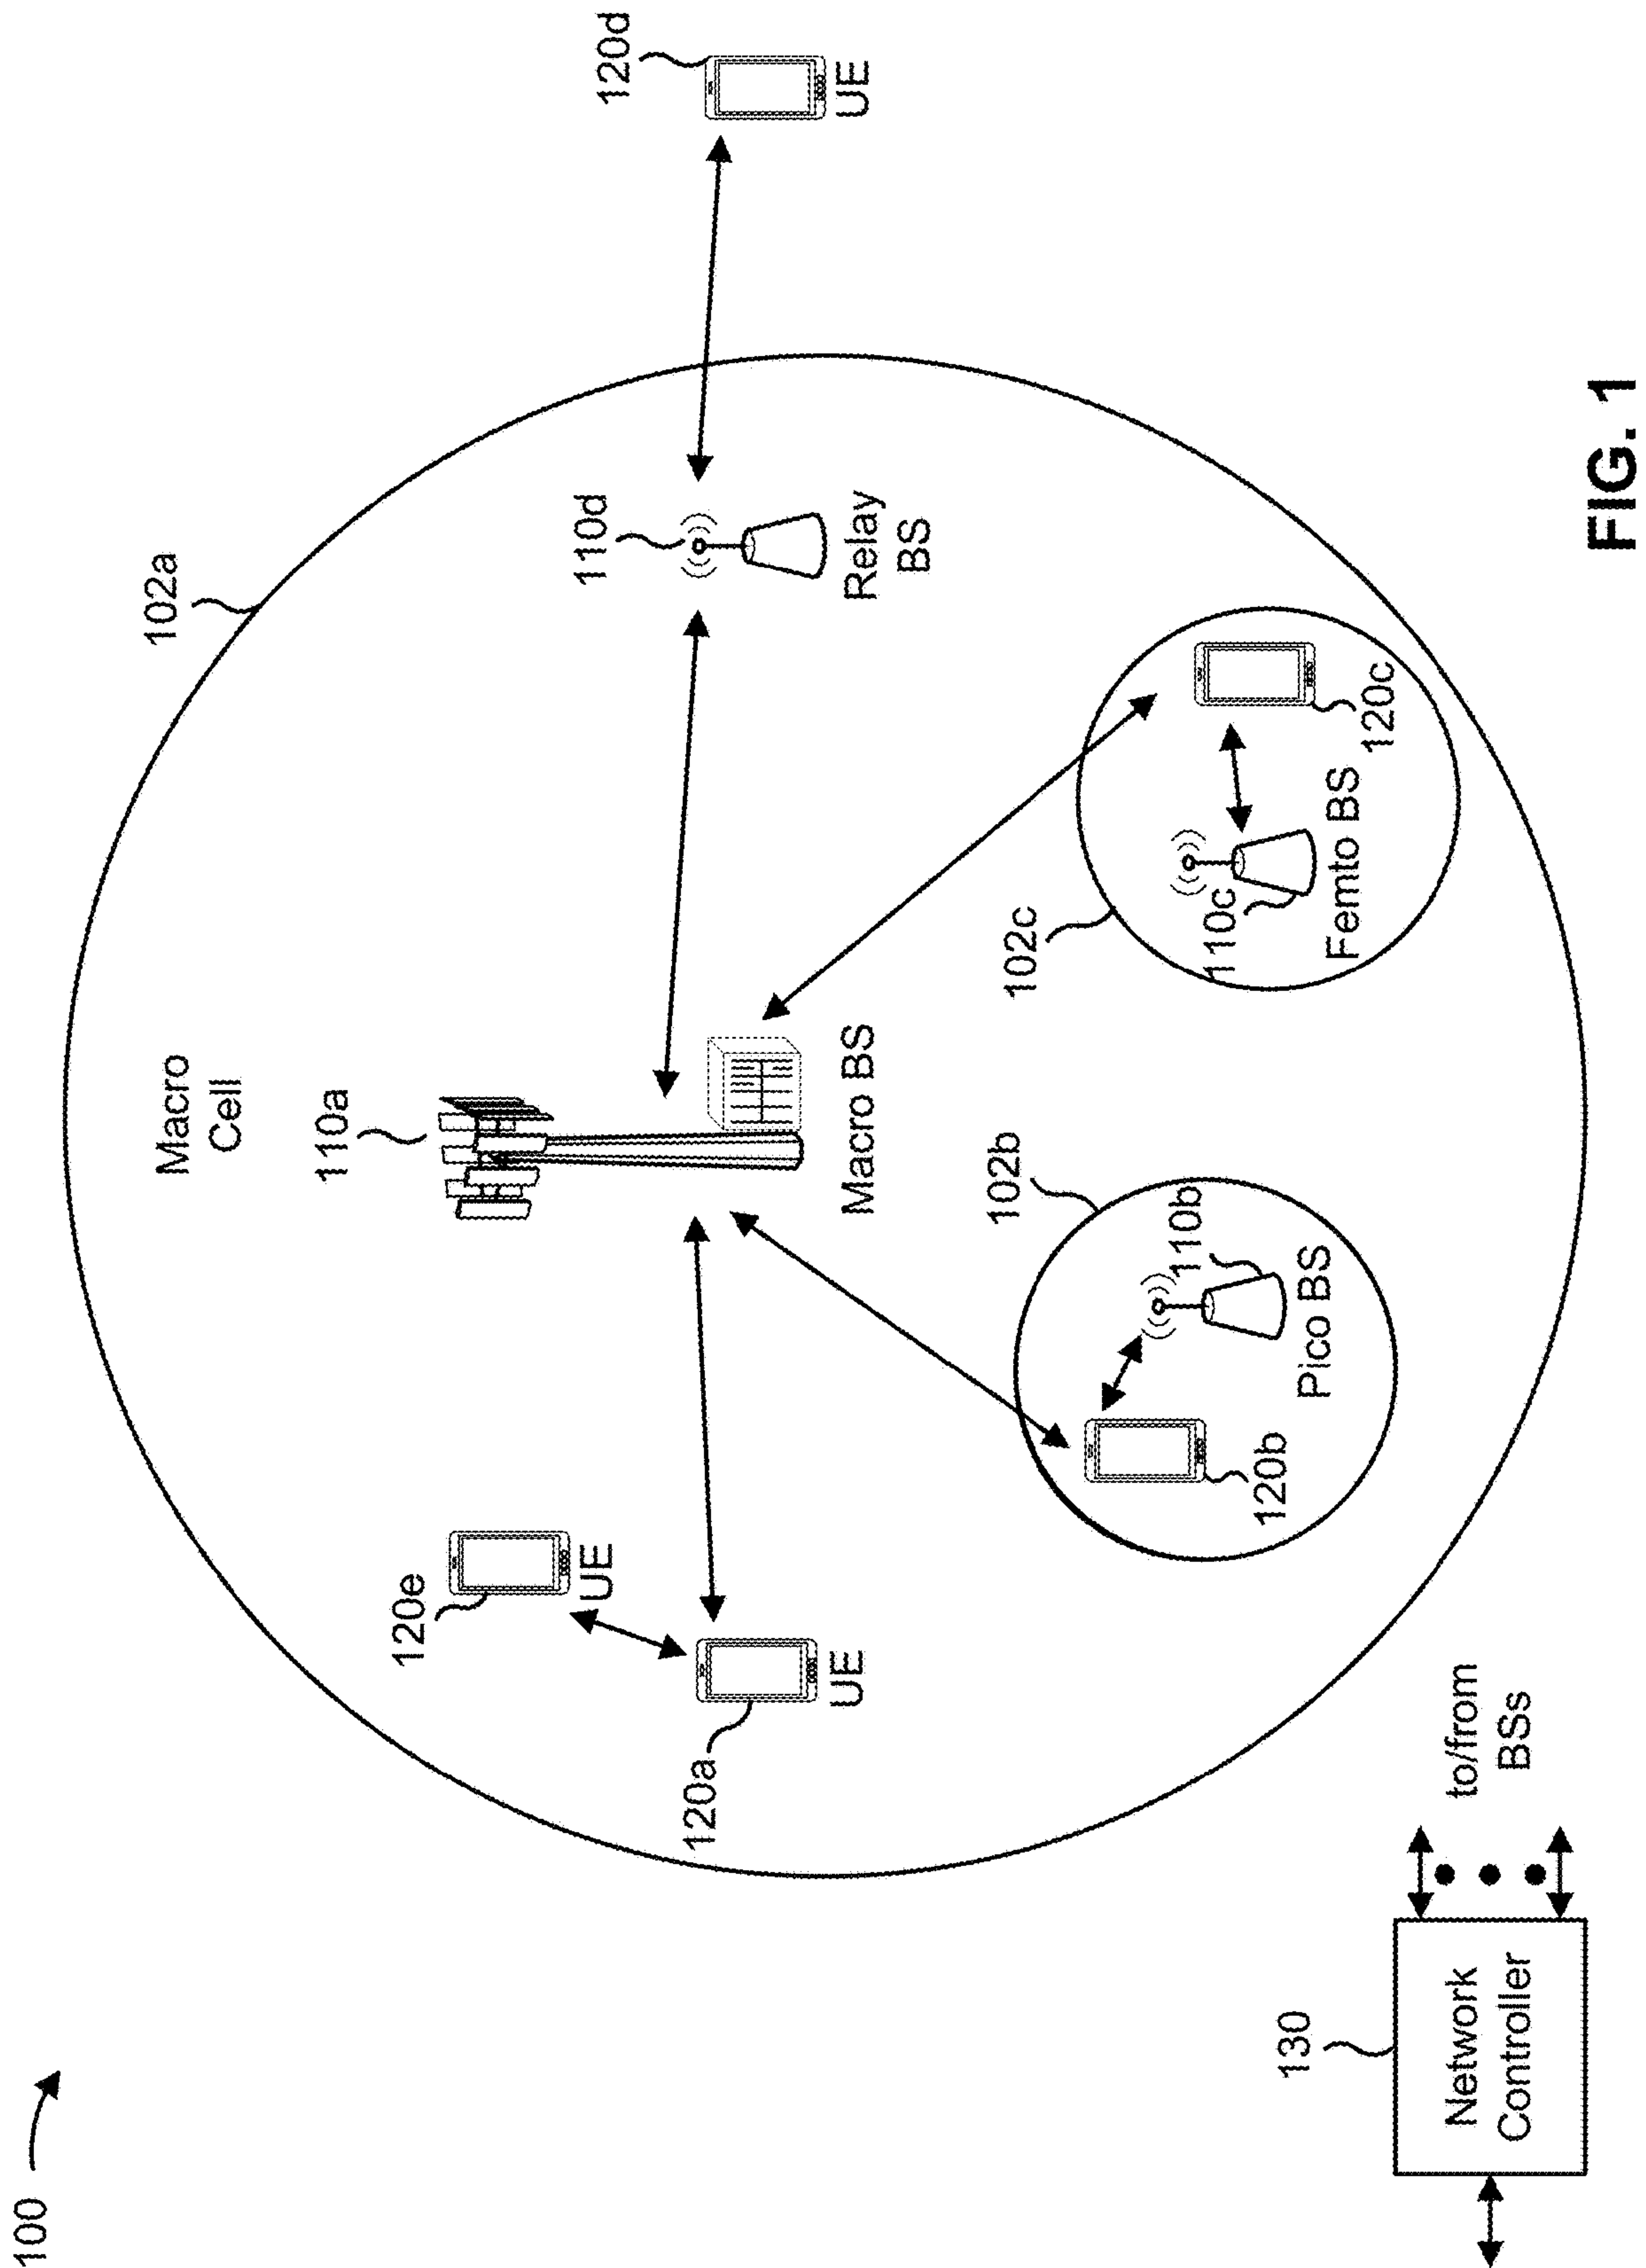 100
102a
Macro
Cell
110a
120d
UE
110d
Relay
BS
120e
UE
120a
UE
Macro BS
102b
110b
Pico BS
120b
102c
110c
Femto BS
120c
130
Network
Controller
to/from
BSs
FIG. 1